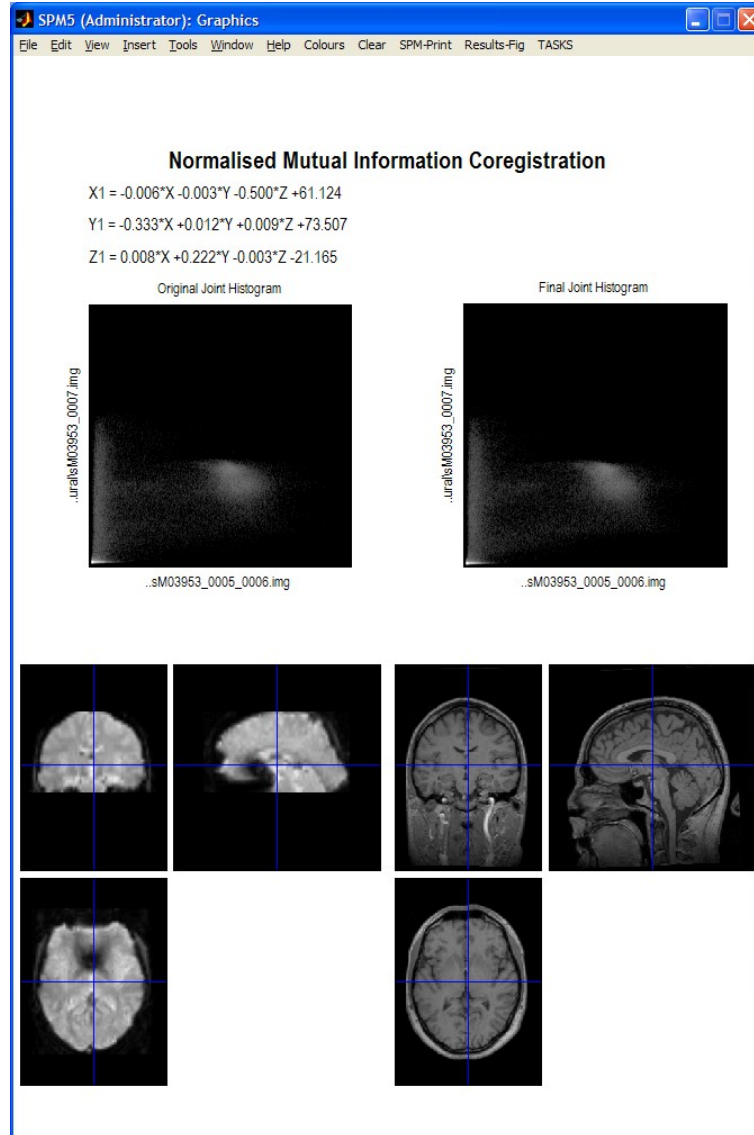 SPM5 (Administrator): Graphics
File Edit View Insert Tools Window Help Colours Clear SPM-Print Results-Fig TASKS
Normalised Mutual Information Coregistration
X1 = -0.006*X -0.003*Y -0.500*Z +61.124
Y1 = -0.333*X +0.012*Y +0.009*Z +73.507
Z1 = 0.008*X +0.222*Y -0.003*Z -21.165
Original Joint Histogram
..ural\sM03953_0007.img
..sM03953_0005_0006.img
Final Joint Histogram
..ural\sM03953_0007.img
..sM03953_0005_0006.img